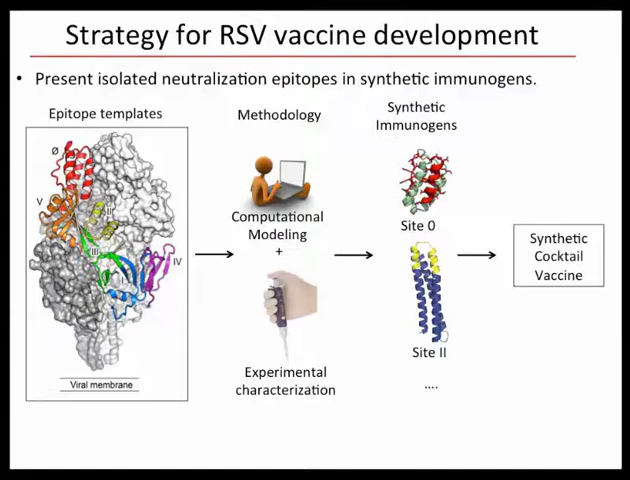 Strategy for RSV vaccine development
• Present isolated neutralization epitopes in synthetic immunogens.
Epitope templates
Ø
V
II
III
IV
I
Viral membrane
Methodology
Computational
Modeling
+
Experimental
characterization
Synthetic
Immunogens
Site 0
Site II
....
Synthetic
Cocktail
Vaccine